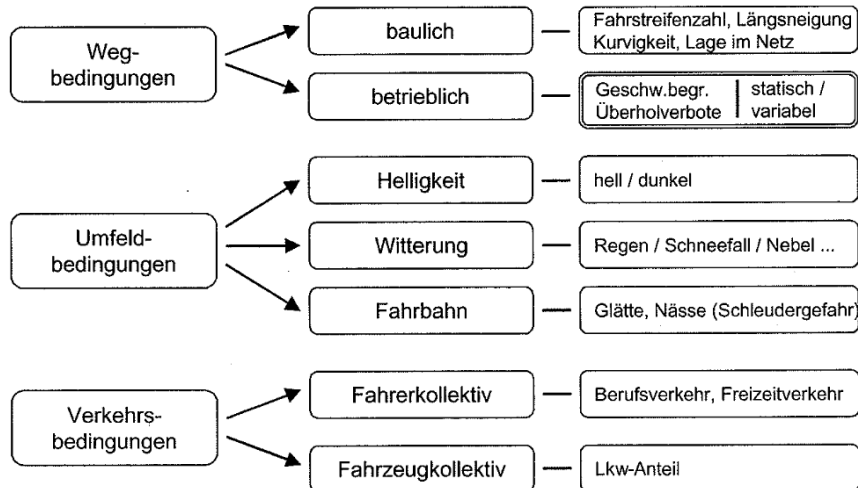 Weg-
bedingungen
baulich
Fahrstreifenzahl, Längsneigung
Kurvigkeit, Lage im Netz
betrieblich
Geschw.begr.
Überholverbote
statisch /
variabel
Umfeld-
bedingungen
Helligkeit
hell / dunkel
Witterung
Regen / Schneefall / Nebel ...
Fahrbahn
Glätte, Nässe (Schleudergefahr)
Verkehrs-
bedingungen
Fahrerkollektiv
Berufsverkehr, Freizeitverkehr
Fahrzeugkollektiv
Lkw-Anteil